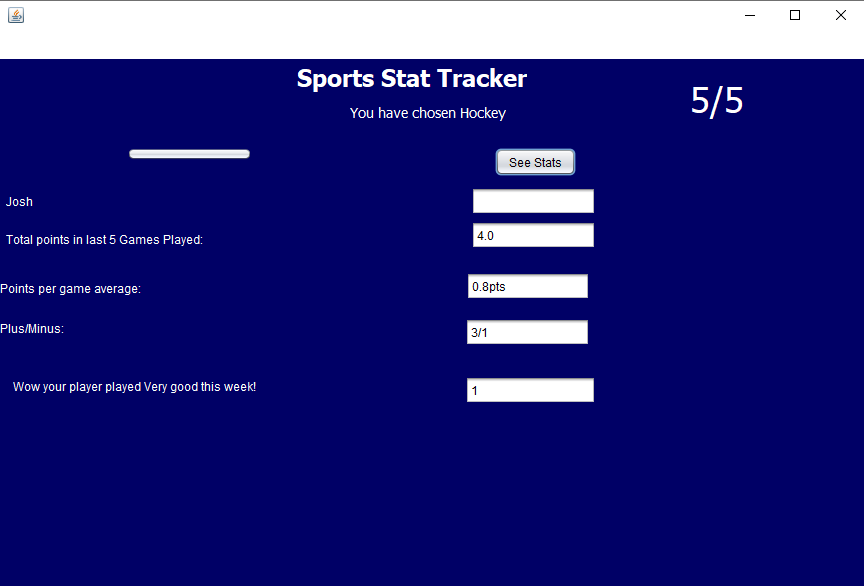 Sports Stat Tracker
5/5
You have chosen Hockey
See Stats
Josh
Total points in last 5 Games Played:
4.0
Points per game average:
0.8pts
Plus/Minus:
3/1
Wow your player played Very good this week!
1